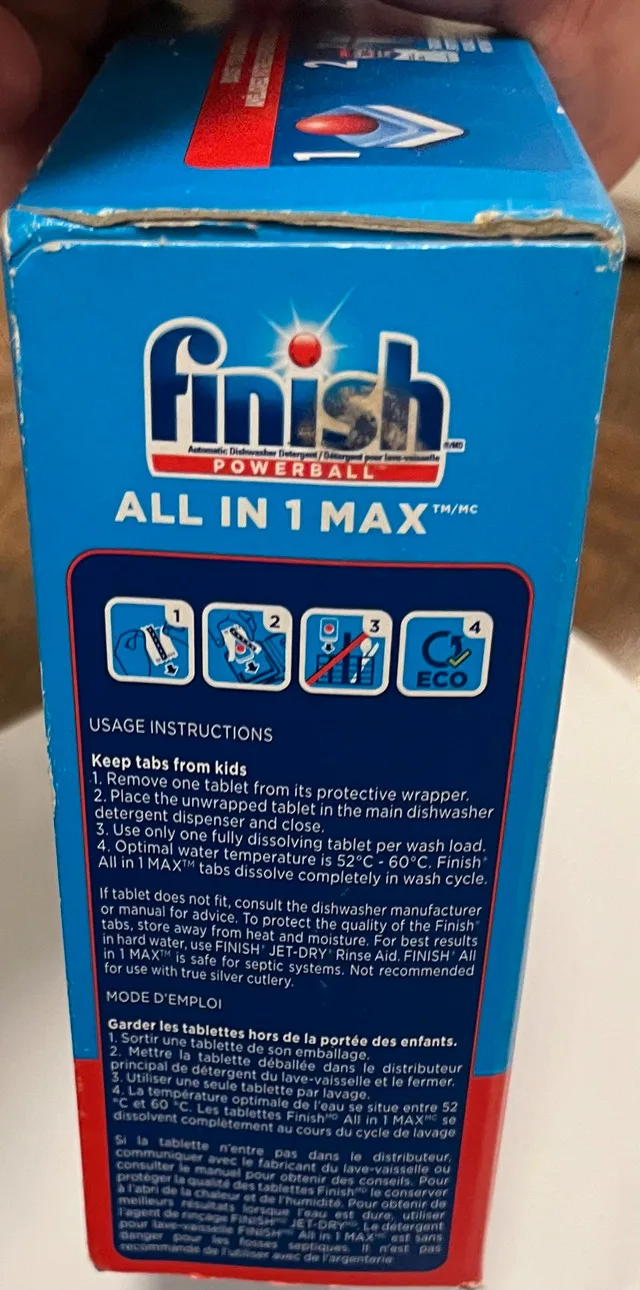 2
1
finish
®/MD
Automatic Dishwasher Detergent / Détergent pour lave-vaisselle
POWERBALL
ALL IN 1 MAX TM/MC
1 2 3 4
ECO
USAGE INSTRUCTIONS
Keep tabs from kids
1. Remove one tablet from its protective wrapper.
2. Place the unwrapped tablet in the main dishwasher
detergent dispenser and close.
3. Use only one fully dissolving tablet per wash load.
4. Optimal water temperature is 52°C - 60°C. Finish®
All in 1 MAX™ tabs dissolve completely in wash cycle.
If tablet does not fit, consult the dishwasher manufacturer
or manual for advice. To protect the quality of the Finish®
tabs, store away from heat and moisture. For best results
in hard water, use FINISH® JET-DRY® Rinse Aid. FINISH® All
in 1 MAX™ is safe for septic systems. Not recommended
for use with true silver cutlery.
MODE D'EMPLOI
Garder les tablettes hors de la portée des enfants.
1. Sortir une tablette de son emballage.
2. Mettre la tablette déballée dans le distributeur
principal de détergent du lave-vaisselle et le fermer.
3. Utiliser une seule tablette par lavage.
4. La température optimale de l'eau se situe entre 52
°C et 60 °C. Les tablettes Finish MD All in 1 MAX MC se
dissolvent complètement au cours du cycle de lavage
Si la tablette n'entre pas dans le distributeur,
communiquer avec le fabricant du lave-vaisselle ou
consulter le manuel pour obtenir des conseils. Pour
protéger la qualité des tablettes Finish MD le conserver
à l'abri de la chaleur et de l'humidité. Pour obtenir de
meilleurs résultats lorsque l'eau est dure, utiliser
l'agent de rinçage FINISH MD JET-DRY MD. Le détergent
pour lave-vaisselle FINISH MD All in 1 MAX MC est sans
danger pour les fosses septiques. Il n'est pas
recommandé de l'utiliser avec de l'argenterie